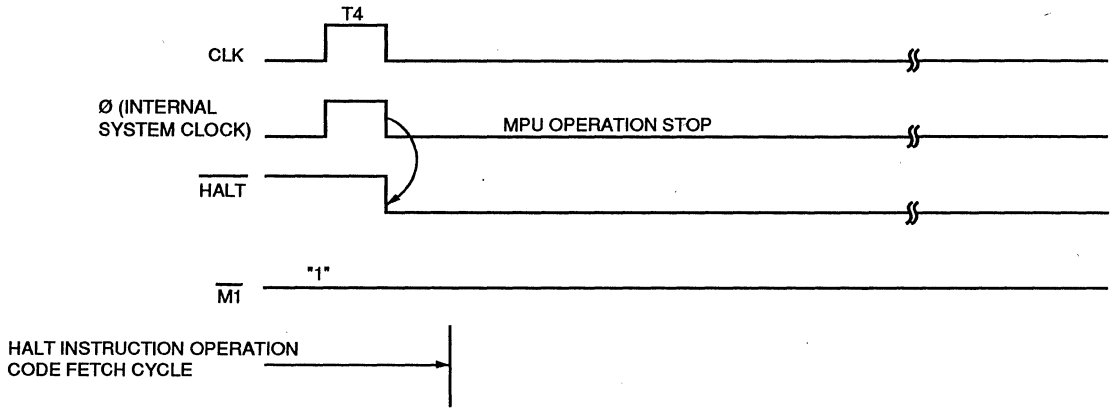 T4
CLK
Ø (INTERNAL
SYSTEM CLOCK)
MPU OPERATION STOP
HALT
"1"
M1
HALT INSTRUCTION OPERATION
CODE FETCH CYCLE